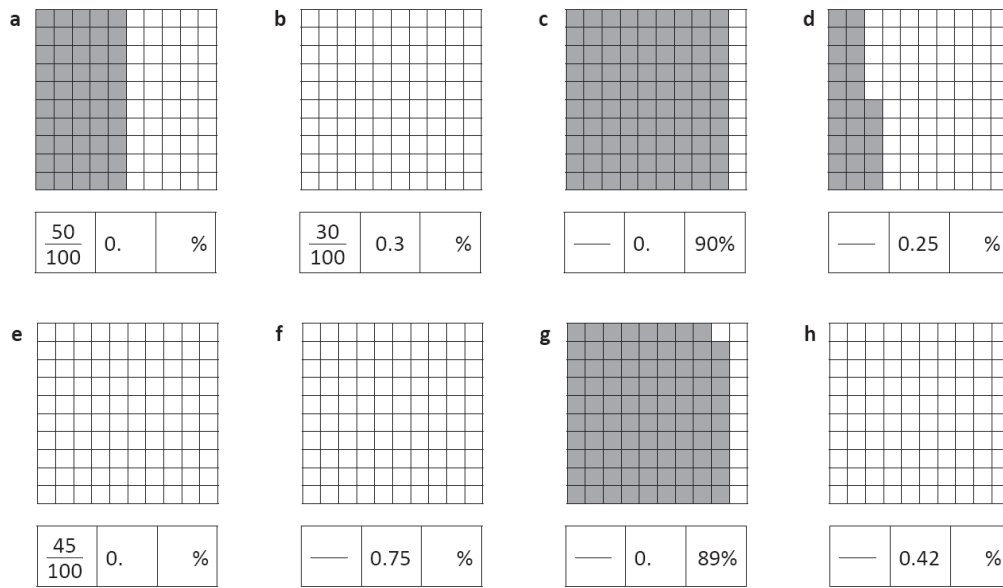 a b c d
50/100 0. % 30/100 0.3 % — 0. 90% — 0.25 %
e f g h
45/100 0. % — 0.75 % — 0. 89% — 0.42 %